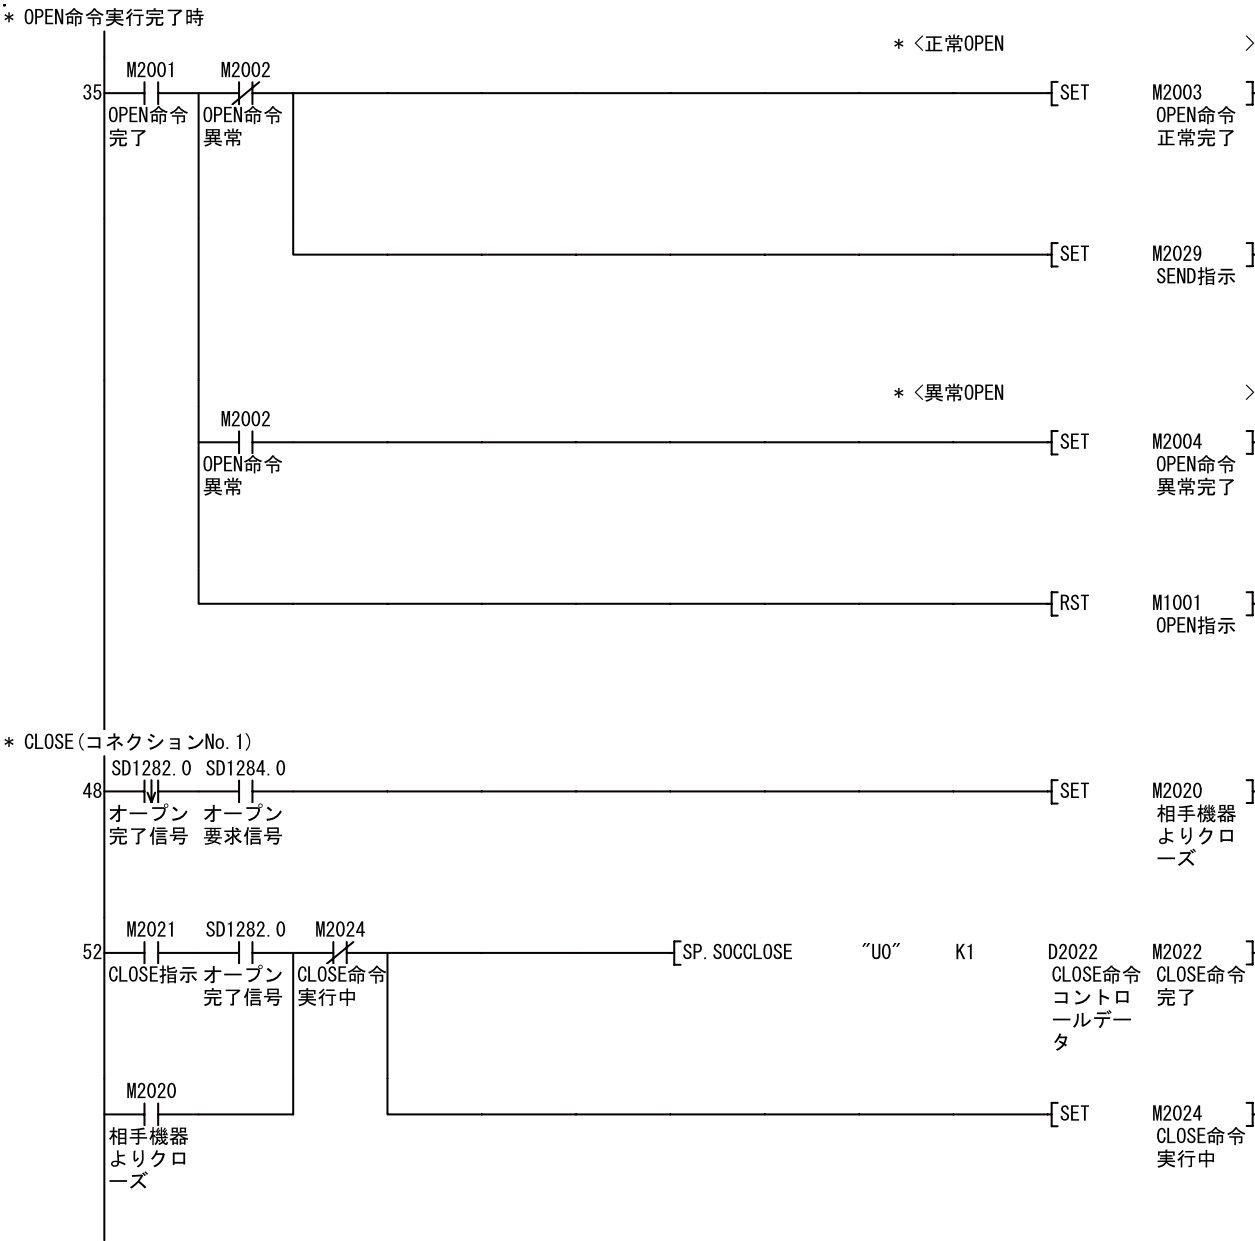 * OPEN命令実行完了時
* <正常OPEN >
M2001 M2002
35 [SET M2003 ]
OPEN命令 OPEN命令 OPEN命令
完了 異常 正常完了
[SET M2029 ]
SEND指示
* <異常OPEN >
M2002
[SET M2004 ]
OPEN命令 OPEN命令
異常 異常完了
[RST M1001 ]
OPEN指示
* CLOSE(コネクションNo.1)
SD1282.0 SD1284.0
48 [SET M2020 ]
オープン オープン 相手機器
完了信号 要求信号 よりクロ
ーズ
M2021 SD1282.0 M2024
52 [SP.SOCCLOSE "U0" K1 D2022 M2022 ]
CLOSE指示 オープン CLOSE命令 CLOSE命令 CLOSE命令
完了信号 実行中 コントロ 完了
ールデー
タ
M2020
[SET M2024 ]
相手機器 CLOSE命令
よりクロ 実行中
ーズ